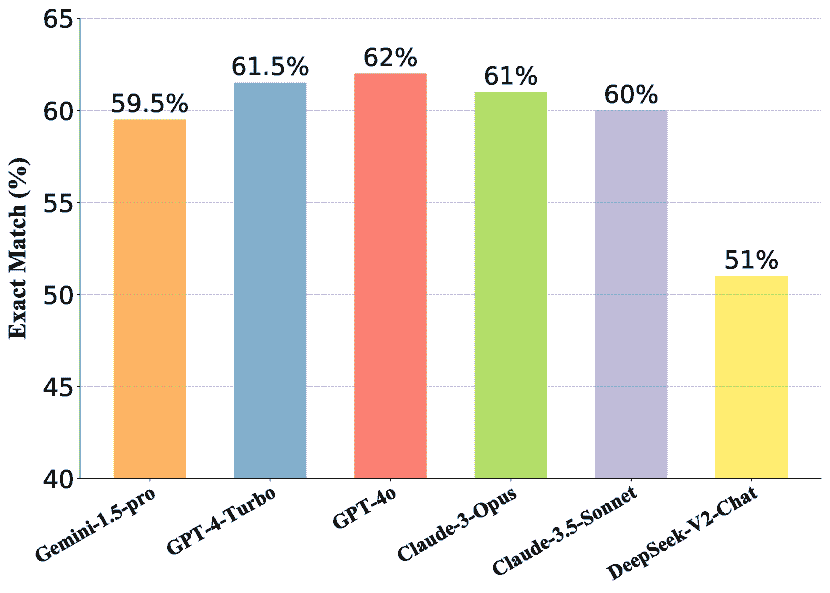 65
60
55
50
45
40
Exact Match (%)
59.5%
61.5%
62%
61%
60%
51%
Gemini-1.5-pro
GPT-4-Turbo
GPT-4o
Claude-3-Opus
Claude-3.5-Sonnet
DeepSeek-V2-Chat